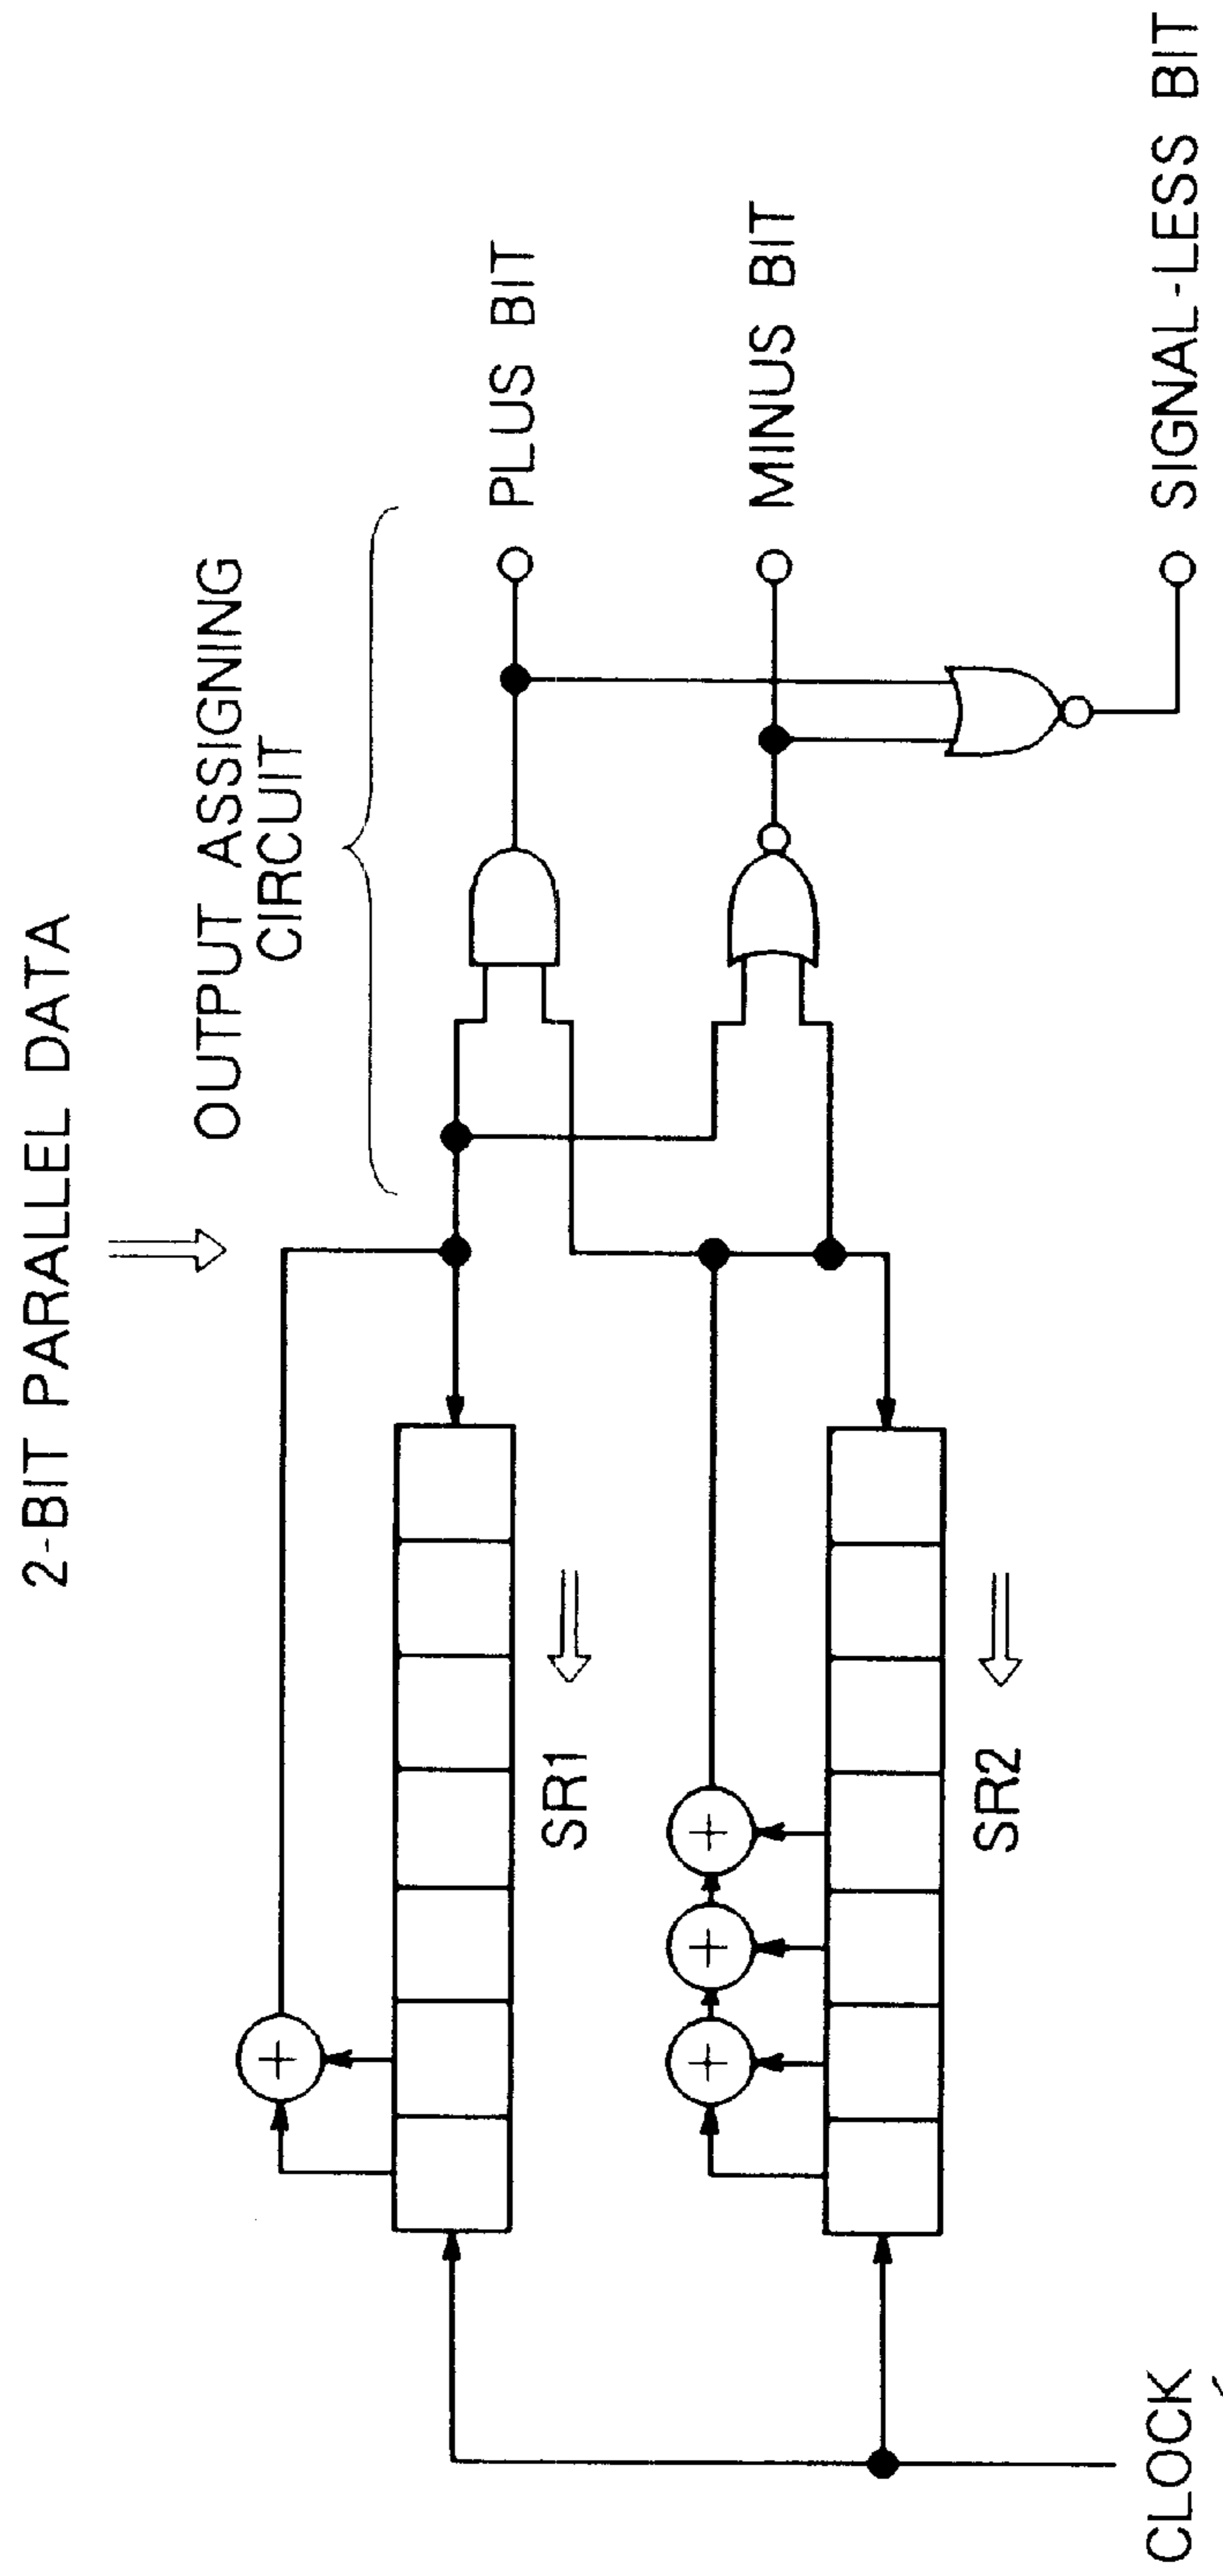 2-BIT PARALLEL DATA
OUTPUT ASSIGNING
CIRCUIT
PLUS BIT
MINUS BIT
SIGNAL-LESS BIT
SR1
SR2
CLOCK